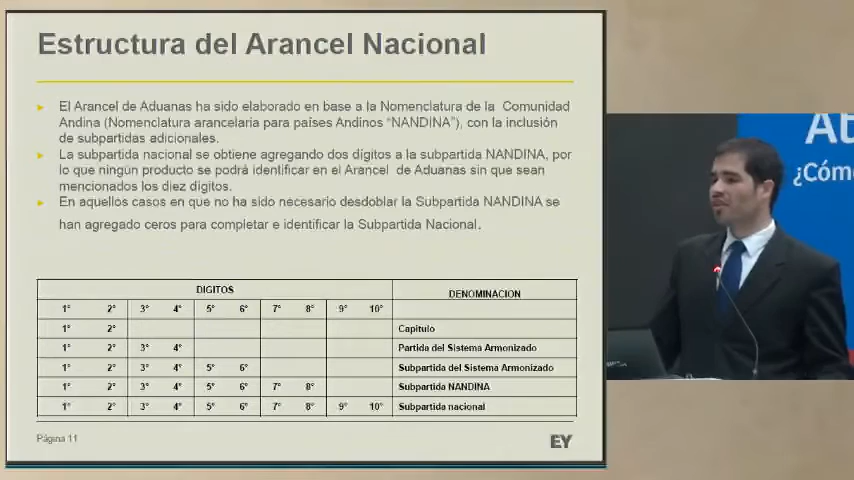 Estructura del Arancel Nacional
► El Arancel de Aduanas ha sido elaborado en base a la Nomenclatura de la Comunidad
Andina (Nomenclatura arancelaria para países Andinos "NANDINA"), con la inclusión
de subpartidas adicionales.
► La subpartida nacional se obtiene agregando dos dígitos a la subpartida NANDINA, por
lo que ningún producto se podrá identificar en el Arancel de Aduanas sin que sean
mencionados los diez dígitos.
► En aquellos casos en que no ha sido necesario desdoblar la Subpartida NANDINA se
han agregado ceros para completar e identificar la Subpartida Nacional.
DIGITOS DENOMINACION
1° 2° 3° 4° 5° 6° 7° 8° 9° 10°
1° 2° Capitulo
1° 2° 3° 4° Partida del Sistema Armonizado
1° 2° 3° 4° 5° 6° Subpartida del Sistema Armonizado
1° 2° 3° 4° 5° 6° 7° 8° Subpartida NANDINA
1° 2° 3° 4° 5° 6° 7° 8° 9° 10° Subpartida nacional
Página 11
EY
¿Cóm